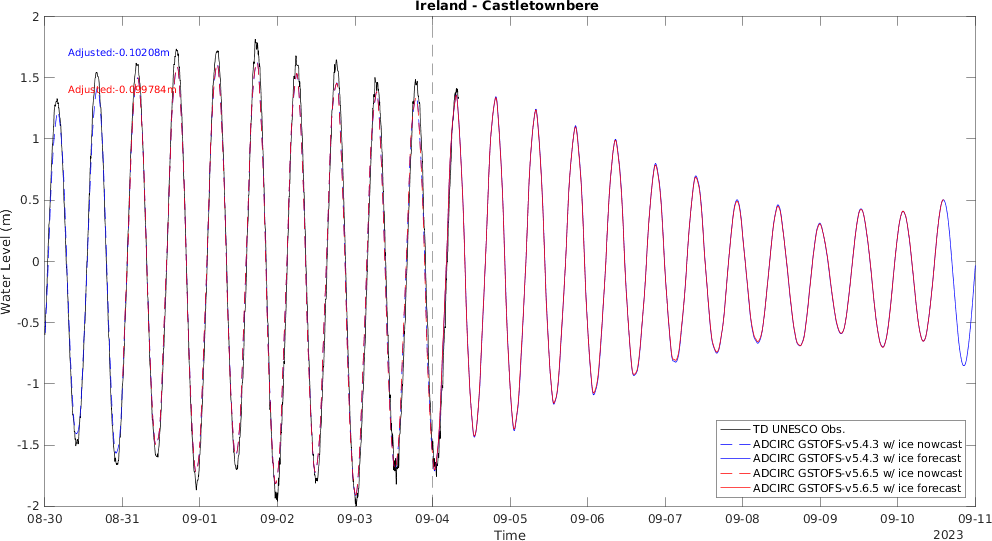 Ireland - Castletownbere
2
1.5
1
0.5
0
-0.5
-1
-1.5
-2
Water Level (m)
Adjusted:-0.10208m
Adjusted:-0.099784m
TD UNESCO Obs.
ADCIRC GSTOFS-v5.4.3 w/ ice nowcast
ADCIRC GSTOFS-v5.4.3 w/ ice forecast
ADCIRC GSTOFS-v5.6.5 w/ ice nowcast
ADCIRC GSTOFS-v5.6.5 w/ ice forecast
08-30 08-31 09-01 09-02 09-03 09-04 09-05 09-06 09-07 09-08 09-09 09-10 09-11
Time
2023